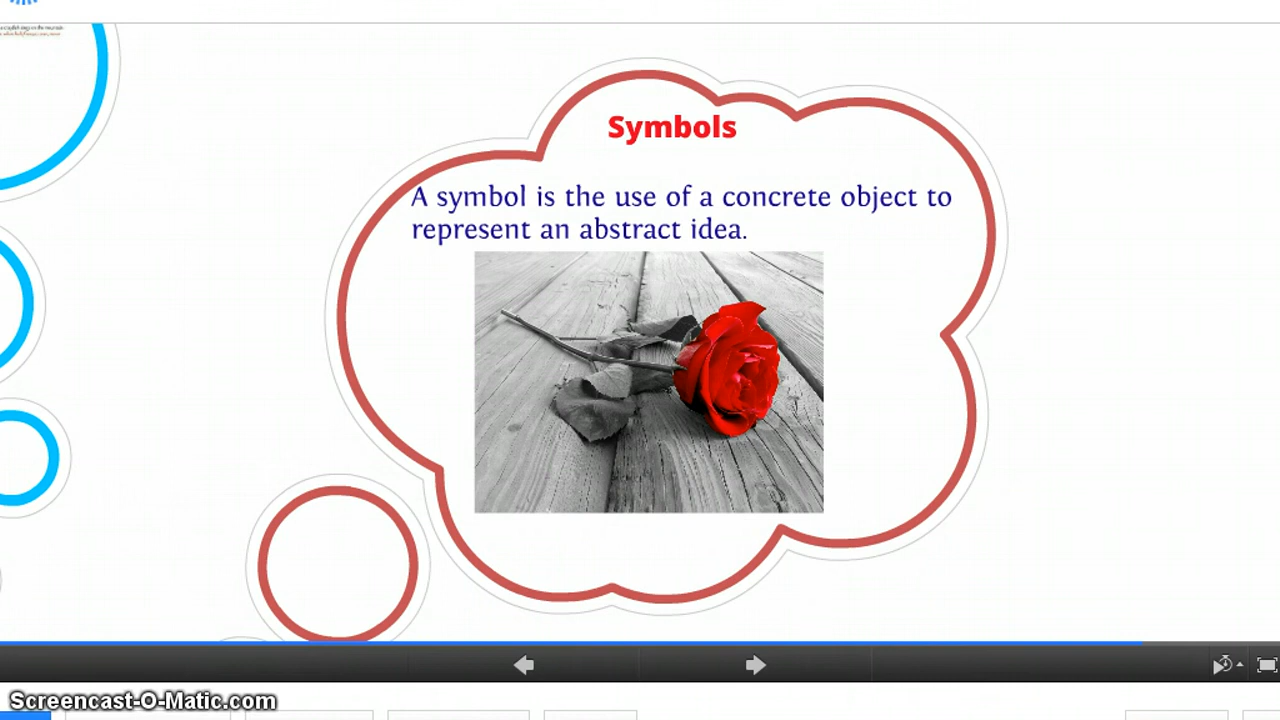 Symbols
A symbol is the use of a concrete object to
represent an abstract idea.
Screencast-O-Matic.com